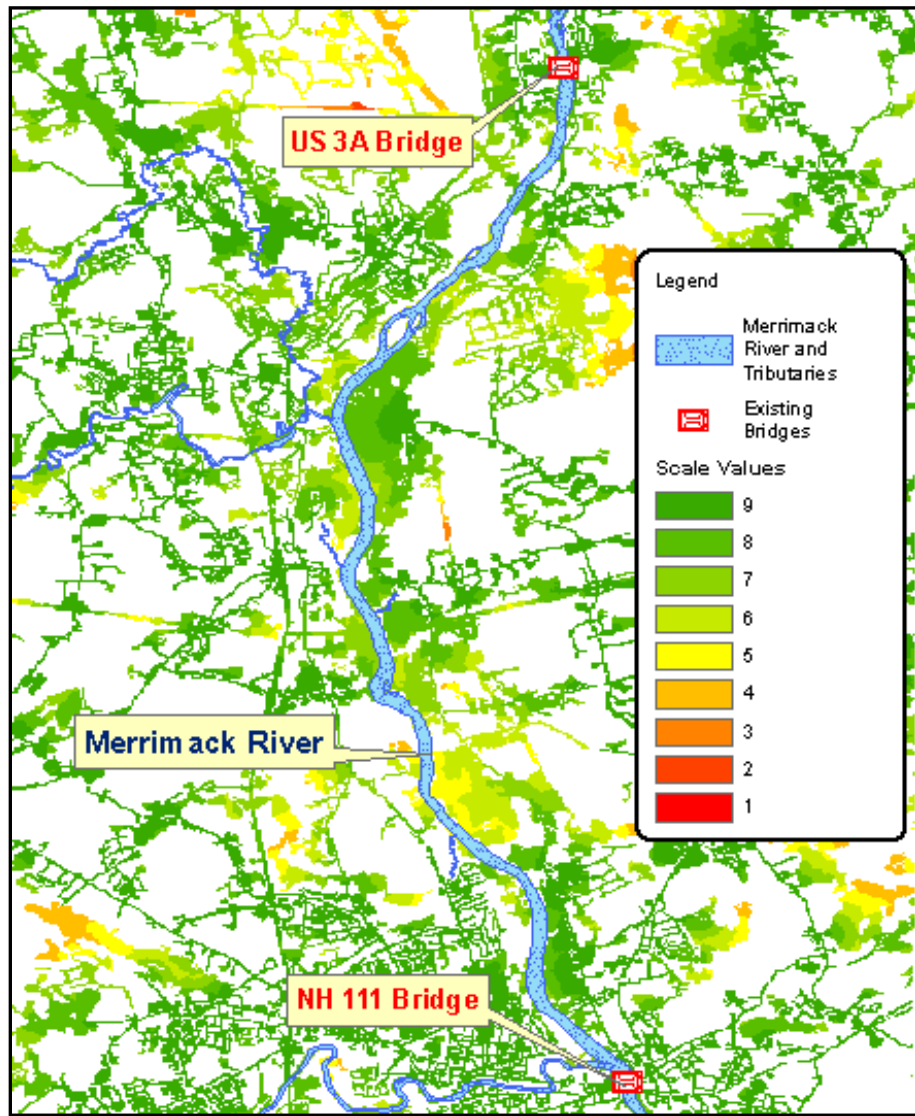 US 3A Bridge
Legend
Merrimack
River and
Tributaries
Existing
Bridges
Scale Values
9
8
7
6
5
4
3
2
1
Merrimack River
NH 111 Bridge